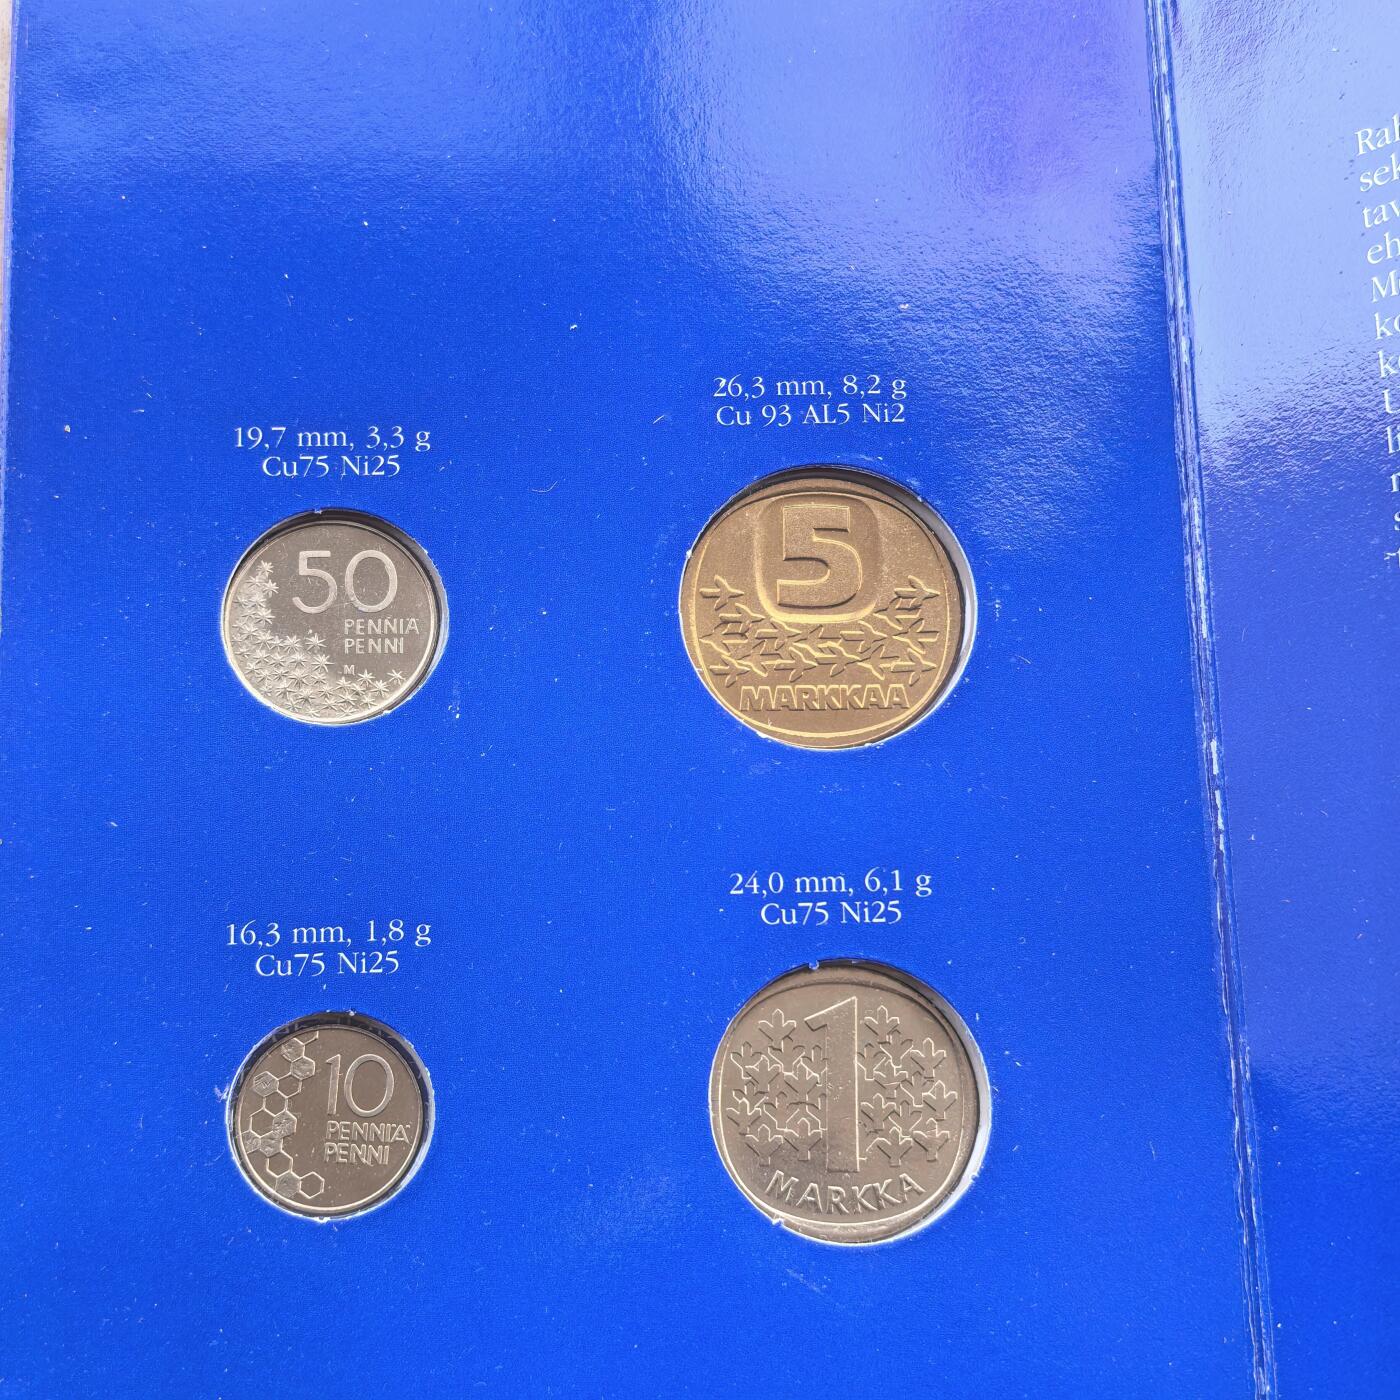 19,7 mm, 3,3 g
Cu75 Ni25
50
PENNIÄ
PENNI
M
26,3 mm, 8,2 g
Cu 93 AL5 Ni2
5
MARKKAA
16,3 mm, 1,8 g
Cu75 Ni25
10
PENNIÄ
PENNI
24,0 mm, 6,1 g
Cu75 Ni25
1
MARKKA